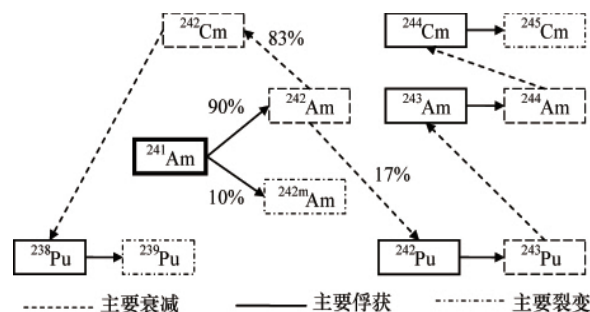 ²⁴²Cm 83% ²⁴⁴Cm ²⁴⁵Cm
90% ²⁴²Am ²⁴³Am ²⁴⁴Am
²⁴¹Am 17%
10% ²⁴²ᵐAm
²³⁸Pu ²³⁹Pu ²⁴²Pu ²⁴³Pu
主要衰减 主要俘获 主要裂变